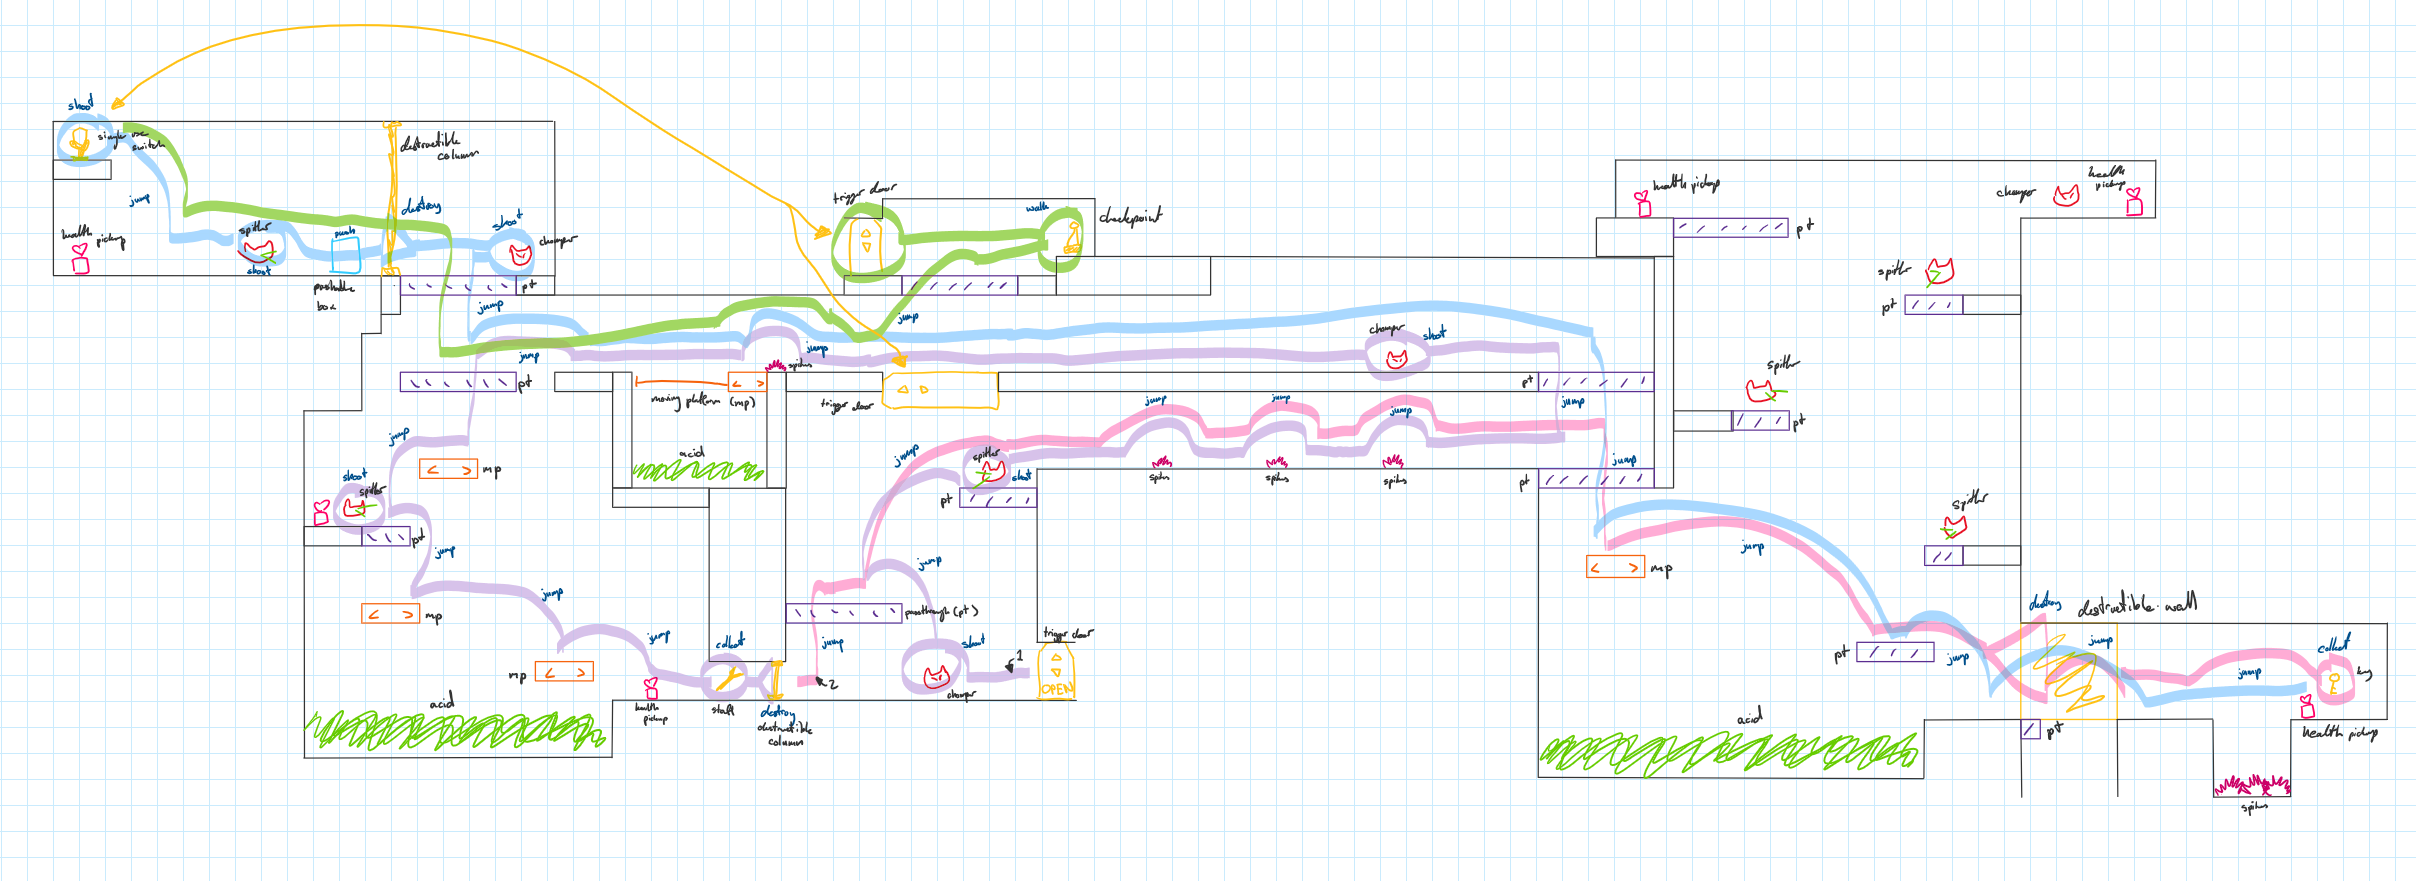 shoot
single use
switch
destructible
column
jump
destroy
shoot
spitter
push
chomper
health
pickup
shoot
pushable
box
pt
jump
trigger door
walk
checkpoint
jump
health pickup
chomper
health
pickup
pt
spitter
pt
spitter
pt
spitter
chomper
shoot
jump
jump
spikes
pt
moving platform (mp)
trigger door
pt
jump
jump
jump
jump
jump
mp
acid
jump
spitter
shoot
pt
spikes
spikes
spikes
pt
jump
shoot
spitter
pt
jump
mp
jump
jump
mp
jump
jump
passthrough (pt)
mp
jump
collect
jump
shoot
trigger door
1
2
OPEN
chomper
mp
acid
health
pickup
staff
destroy
destructible
column
destroy
destructible wall
jump
pt
jump
jump
collect
key
acid
pt
health pickup
spikes